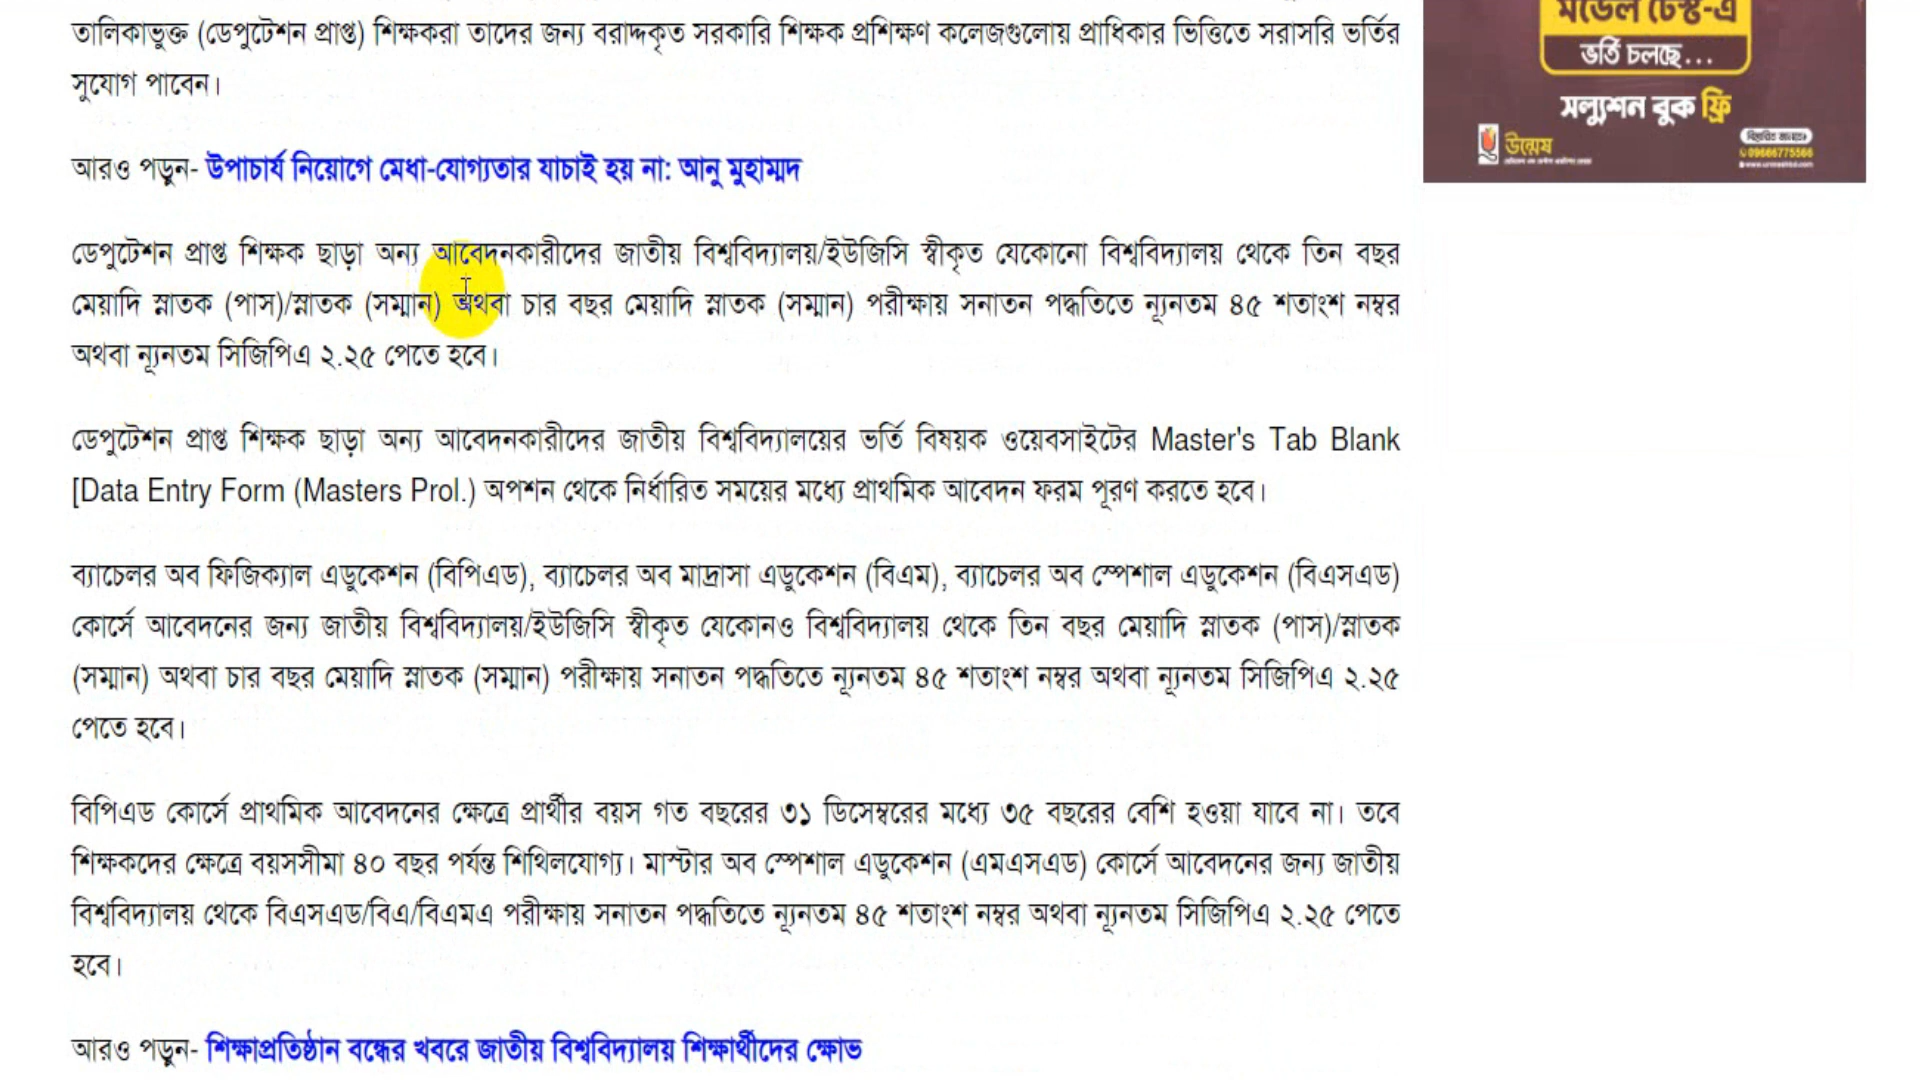 তালিকাভুক্ত (ডেপুটেশন প্রাপ্ত) শিক্ষকরা তাদের জন্য বরাদ্দকৃত সরকারি শিক্ষক প্রশিক্ষণ কলেজগুলোয় প্রাধিকার ভিত্তিতে সরাসরি ভর্তির
সুযোগ পাবেন।
আরও পড়ুন- উপাচার্য নিয়োগে মেধা-যোগ্যতার যাচাই হয় না: আনু মুহাম্মদ
ডেপুটেশন প্রাপ্ত শিক্ষক ছাড়া অন্য আবেদনকারীদের জাতীয় বিশ্ববিদ্যালয়/ইউজিসি স্বীকৃত যেকোনো বিশ্ববিদ্যালয় থেকে তিন বছর
মেয়াদি স্নাতক (পাস)/স্নাতক (সম্মান) অথবা চার বছর মেয়াদি স্নাতক (সম্মান) পরীক্ষায় সনাতন পদ্ধতিতে ন্যূনতম ৪৫ শতাংশ নম্বর
অথবা ন্যূনতম সিজিপিএ ২.২৫ পেতে হবে।
ডেপুটেশন প্রাপ্ত শিক্ষক ছাড়া অন্য আবেদনকারীদের জাতীয় বিশ্ববিদ্যালয়ের ভর্তি বিষয়ক ওয়েবসাইটের Master's Tab Blank
[Data Entry Form (Masters Prol.) অপশন থেকে নির্ধারিত সময়ের মধ্যে প্রাথমিক আবেদন ফরম পূরণ করতে হবে।
ব্যাচেলর অব ফিজিক্যাল এডুকেশন (বিপিএড), ব্যাচেলর অব মাদ্রাসা এডুকেশন (বিএম), ব্যাচেলর অব স্পেশাল এডুকেশন (বিএসএড)
কোর্সে আবেদনের জন্য জাতীয় বিশ্ববিদ্যালয়/ইউজিসি স্বীকৃত যেকোনও বিশ্ববিদ্যালয় থেকে তিন বছর মেয়াদি স্নাতক (পাস)/স্নাতক
(সম্মান) অথবা চার বছর মেয়াদি স্নাতক (সম্মান) পরীক্ষায় সনাতন পদ্ধতিতে ন্যূনতম ৪৫ শতাংশ নম্বর অথবা ন্যূনতম সিজিপিএ ২.২৫
পেতে হবে।
বিপিএড কোর্সে প্রাথমিক আবেদনের ক্ষেত্রে প্রার্থীর বয়স গত বছরের ৩১ ডিসেম্বরের মধ্যে ৩৫ বছরের বেশি হওয়া যাবে না। তবে
শিক্ষকদের ক্ষেত্রে বয়সসীমা ৪০ বছর পর্যন্ত শিথিলযোগ্য। মাস্টার অব স্পেশাল এডুকেশন (এমএসএড) কোর্সে আবেদনের জন্য জাতীয়
বিশ্ববিদ্যালয় থেকে বিএসএড/বিএ/বিএমএ পরীক্ষায় সনাতন পদ্ধতিতে ন্যূনতম ৪৫ শতাংশ নম্বর অথবা ন্যূনতম সিজিপিএ ২.২৫ পেতে
হবে।
আরও পড়ুন- শিক্ষাপ্রতিষ্ঠান বন্ধের খবরে জাতীয় বিশ্ববিদ্যালয় শিক্ষার্থীদের ক্ষোভ
মডেল টেস্ট-এ
ভর্তি চলছে...
সল্যুশন বুক ফ্রি
উন্মেষ
09666775566